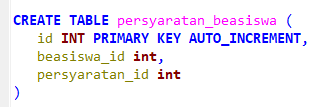 CREATE TABLE persyaratan_beasiswa (
id INT PRIMARY KEY AUTO_INCREMENT,
beasiswa_id int,
persyaratan_id int
)